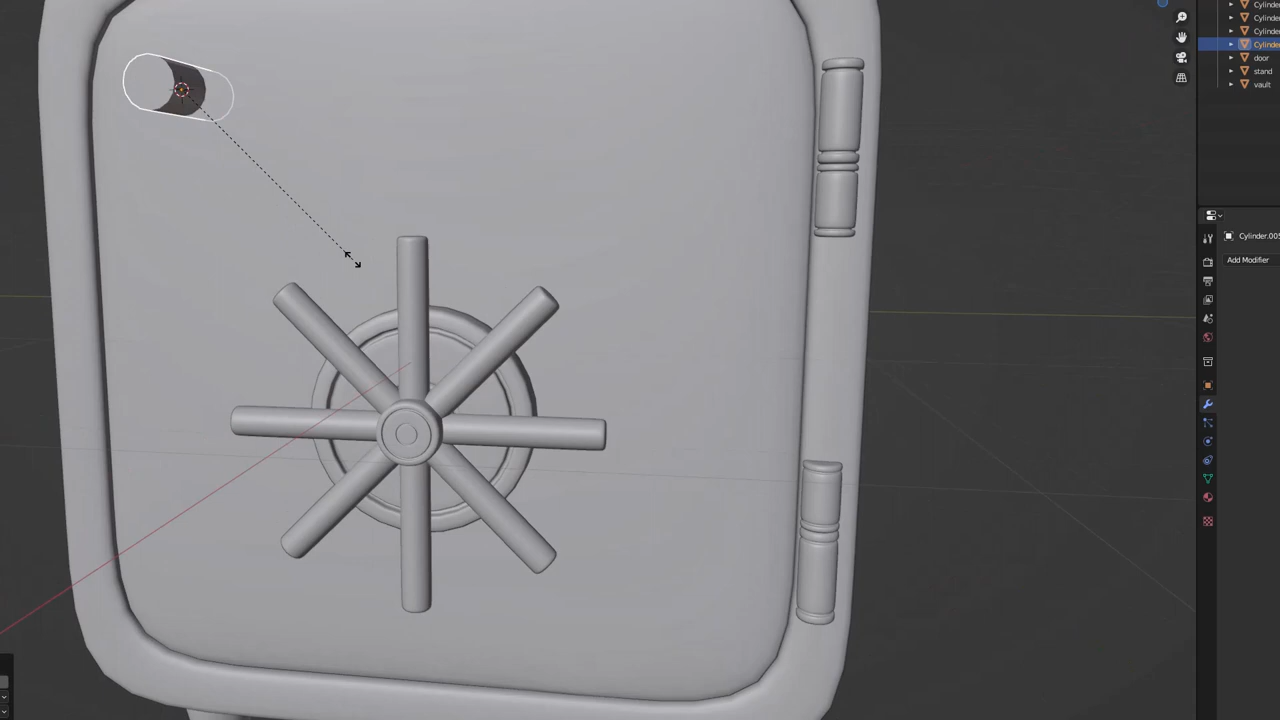 Cylinder
Cylinder
Cylinder
Cylinder
door
stand
vault
Cylinder.005
Add Modifier